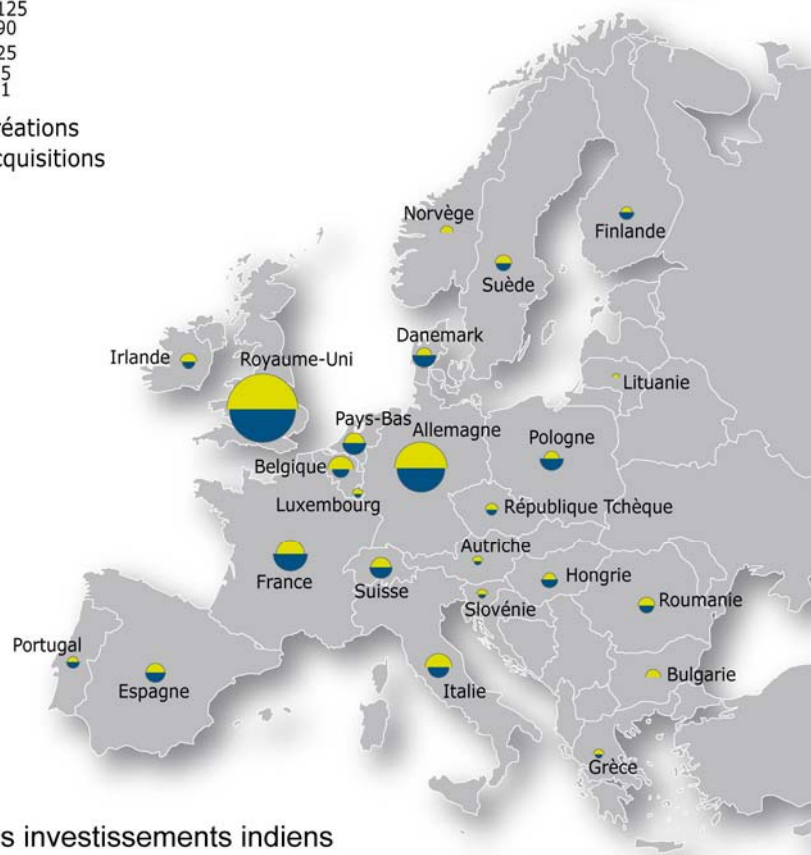 125
90
25
5
1
réations
cquisitions
Norvège
Finlande
Suède
Danemark
Irlande
Royaume-Uni
Lituanie
Pays-Bas
Allemagne
Pologne
Belgique
Luxembourg
République Tchèque
Autriche
France
Suisse
Hongrie
Slovénie
Roumanie
Portugal
Espagne
Italie
Bulgarie
Grèce
s investissements indiens